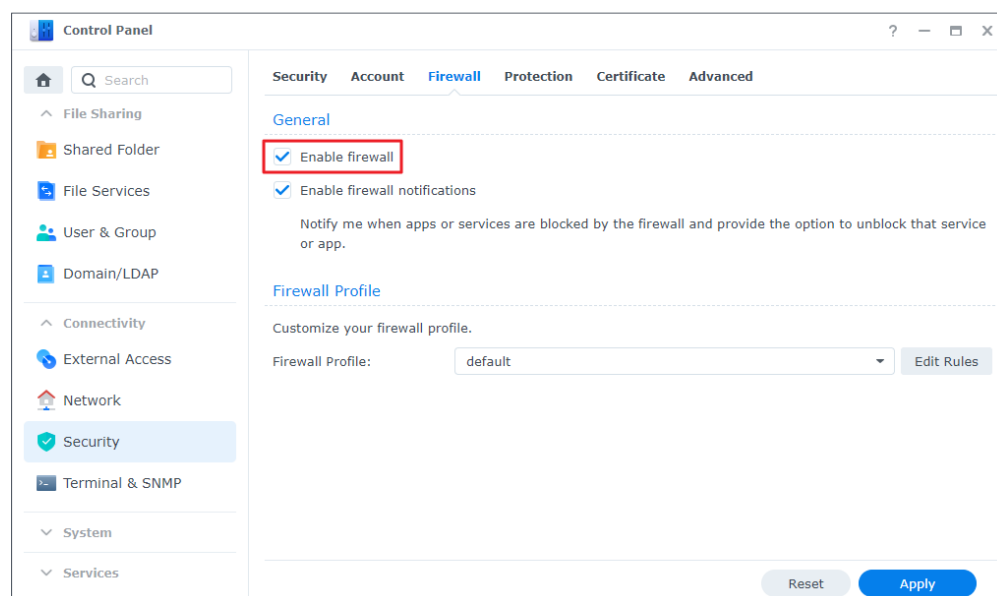 Control Panel
?
Search
File Sharing
Shared Folder
File Services
User & Group
Domain/LDAP
Connectivity
External Access
Network
Security
Terminal & SNMP
System
Services
Security Account Firewall Protection Certificate Advanced
General
Enable firewall
Enable firewall notifications
Notify me when apps or services are blocked by the firewall and provide the option to unblock that service
or app.
Firewall Profile
Customize your firewall profile.
Firewall Profile: default Edit Rules
Reset Apply